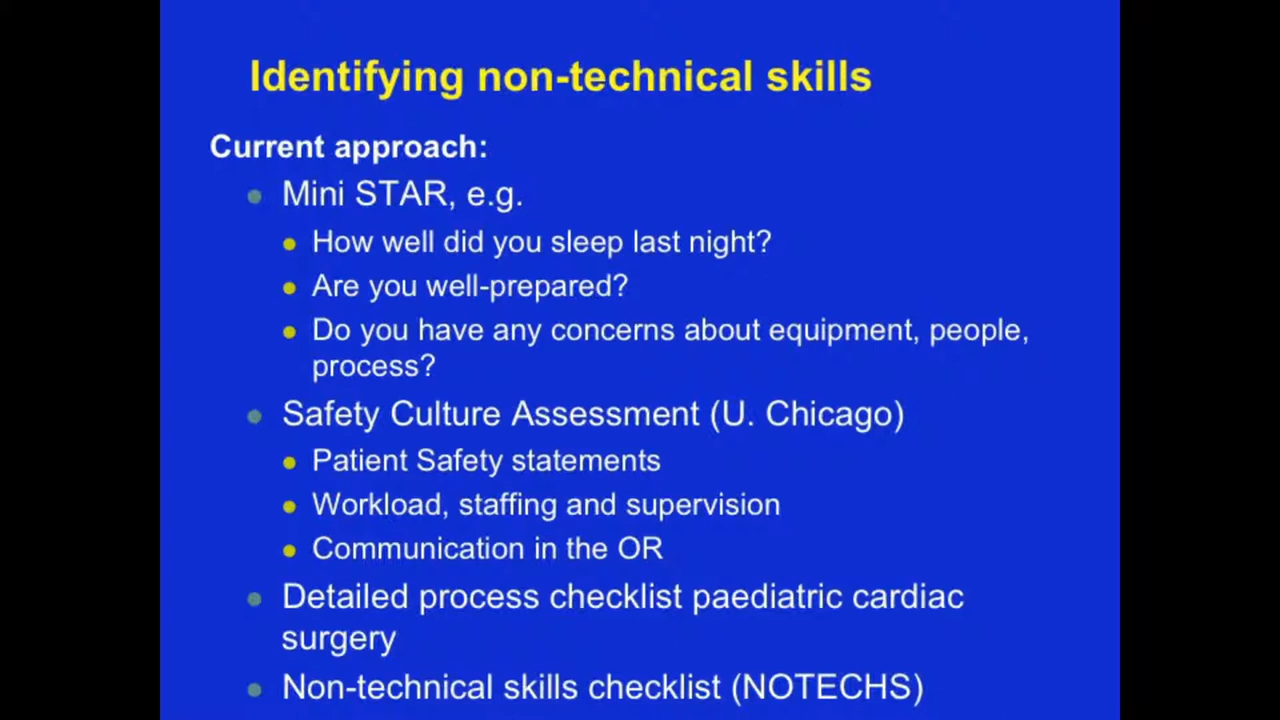 Identifying non-technical skills
Current approach:
Mini STAR, e.g.
How well did you sleep last night?
Are you well-prepared?
Do you have any concerns about equipment, people,
process?
Safety Culture Assessment (U. Chicago)
Patient Safety statements
Workload, staffing and supervision
Communication in the OR
Detailed process checklist paediatric cardiac
surgery
Non-technical skills checklist (NOTECHS)